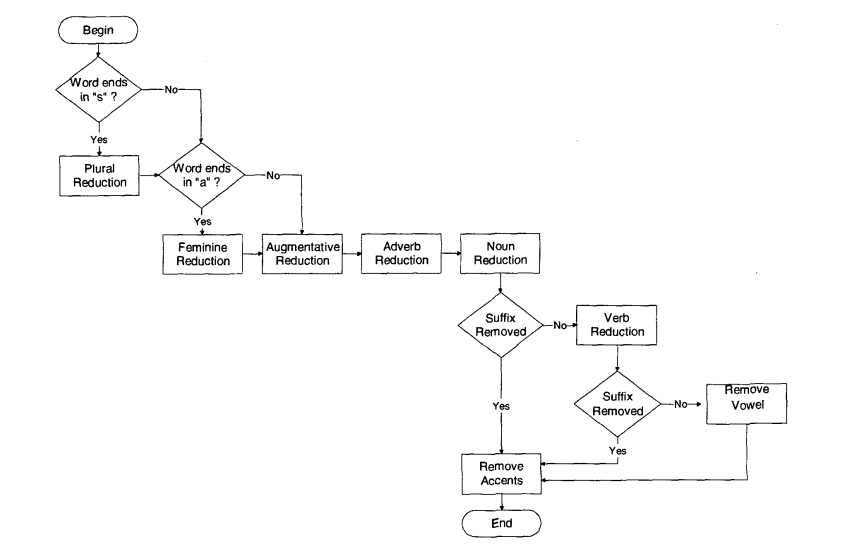 Begin
Word ends
in "s" ?
No
Yes
Plural
Reduction
Word ends
in "a" ?
No
Yes
Feminine
Reduction
Augmentative
Reduction
Adverb
Reduction
Noun
Reduction
Suffix
Removed
No
Verb
Reduction
Yes
Suffix
Removed
No
Remove
Vowel
Yes
Remove
Accents
End